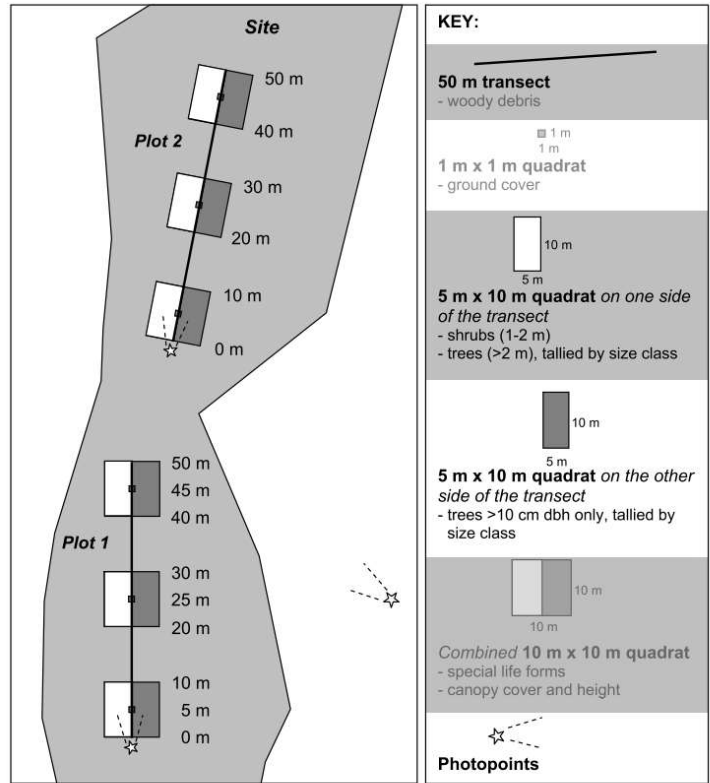 Site
50 m
40 m
Plot 2
30 m
20 m
10 m
0 m
50 m
45 m
40 m
Plot 1
30 m
25 m
20 m
10 m
5 m
0 m
KEY:
50 m transect
- woody debris
1 m
1 m
1 m x 1 m quadrat
- ground cover
10 m
5 m
5 m x 10 m quadrat on one side
of the transect
- shrubs (1-2 m)
- trees (>2 m), tallied by size class
10 m
5 m
5 m x 10 m quadrat on the other
side of the transect
- trees >10 cm dbh only, tallied by
size class
10 m
10 m
Combined 10 m x 10 m quadrat
- special life forms
- canopy cover and height
Photopoints